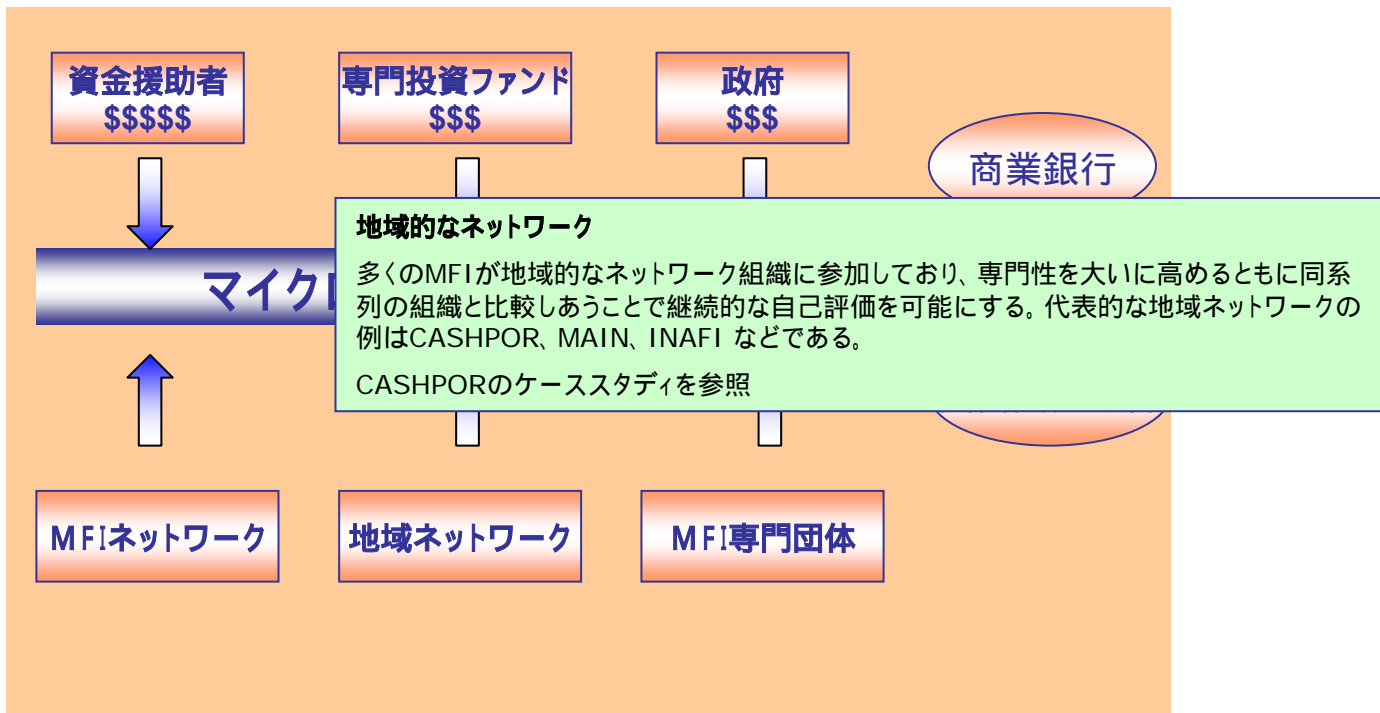 資金援助者
$$$$$
専門投資ファンド
$$$
政府
$$$
商業銀行
マイク
地域的なネットワーク
多くのMFIが地域的なネットワーク組織に参加しており、専門性を大いに高めるともに同系
列の組織と比較しあうことで継続的な自己評価を可能にする。代表的な地域ネットワークの
例はCASHPOR、MAIN、INAFI などである。
CASHPORのケーススタディを参照
MFIネットワーク
地域ネットワーク
MFI専門団体